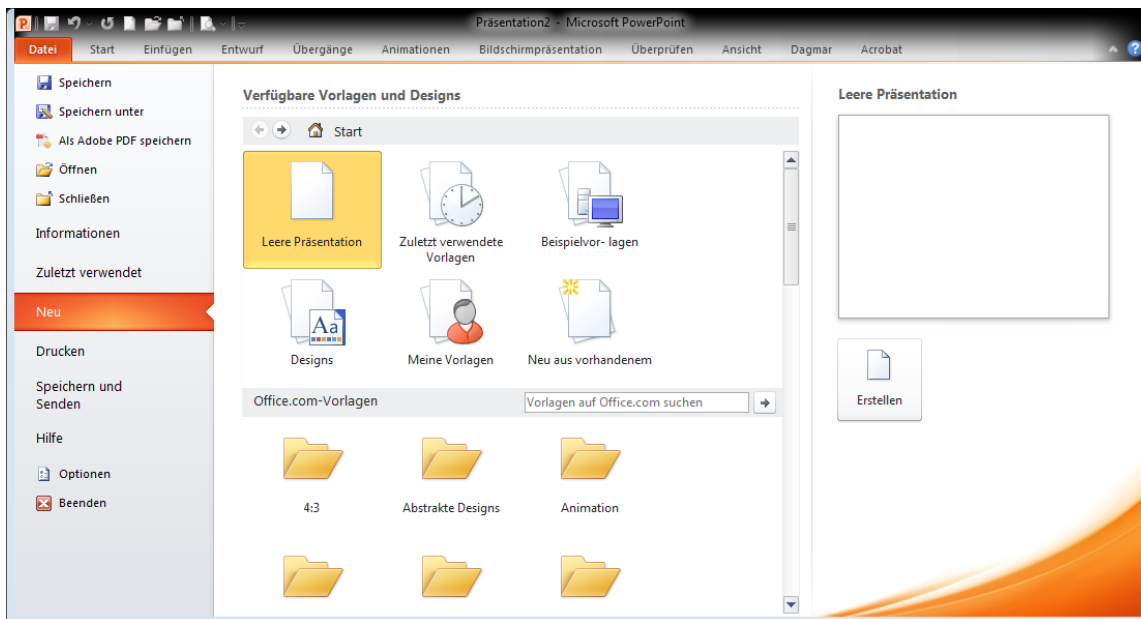 Präsentation2 - Microsoft PowerPoint
Datei Start Einfügen Entwurf Übergänge Animationen Bildschirmpräsentation Überprüfen Ansicht Dagmar Acrobat
Speichern
Speichern unter
Als Adobe PDF speichern
Öffnen
Schließen
Informationen
Zuletzt verwendet
Neu
Drucken
Speichern und
Senden
Hilfe
Optionen
Beenden
Verfügbare Vorlagen und Designs
Start
Leere Präsentation
Zuletzt verwendete
Vorlagen
Beispielvor- lagen
Aa
Designs
Meine Vorlagen
Neu aus vorhandenem
Office.com-Vorlagen
Vorlagen auf Office.com suchen
4:3
Abstrakte Designs
Animation
Leere Präsentation
Erstellen